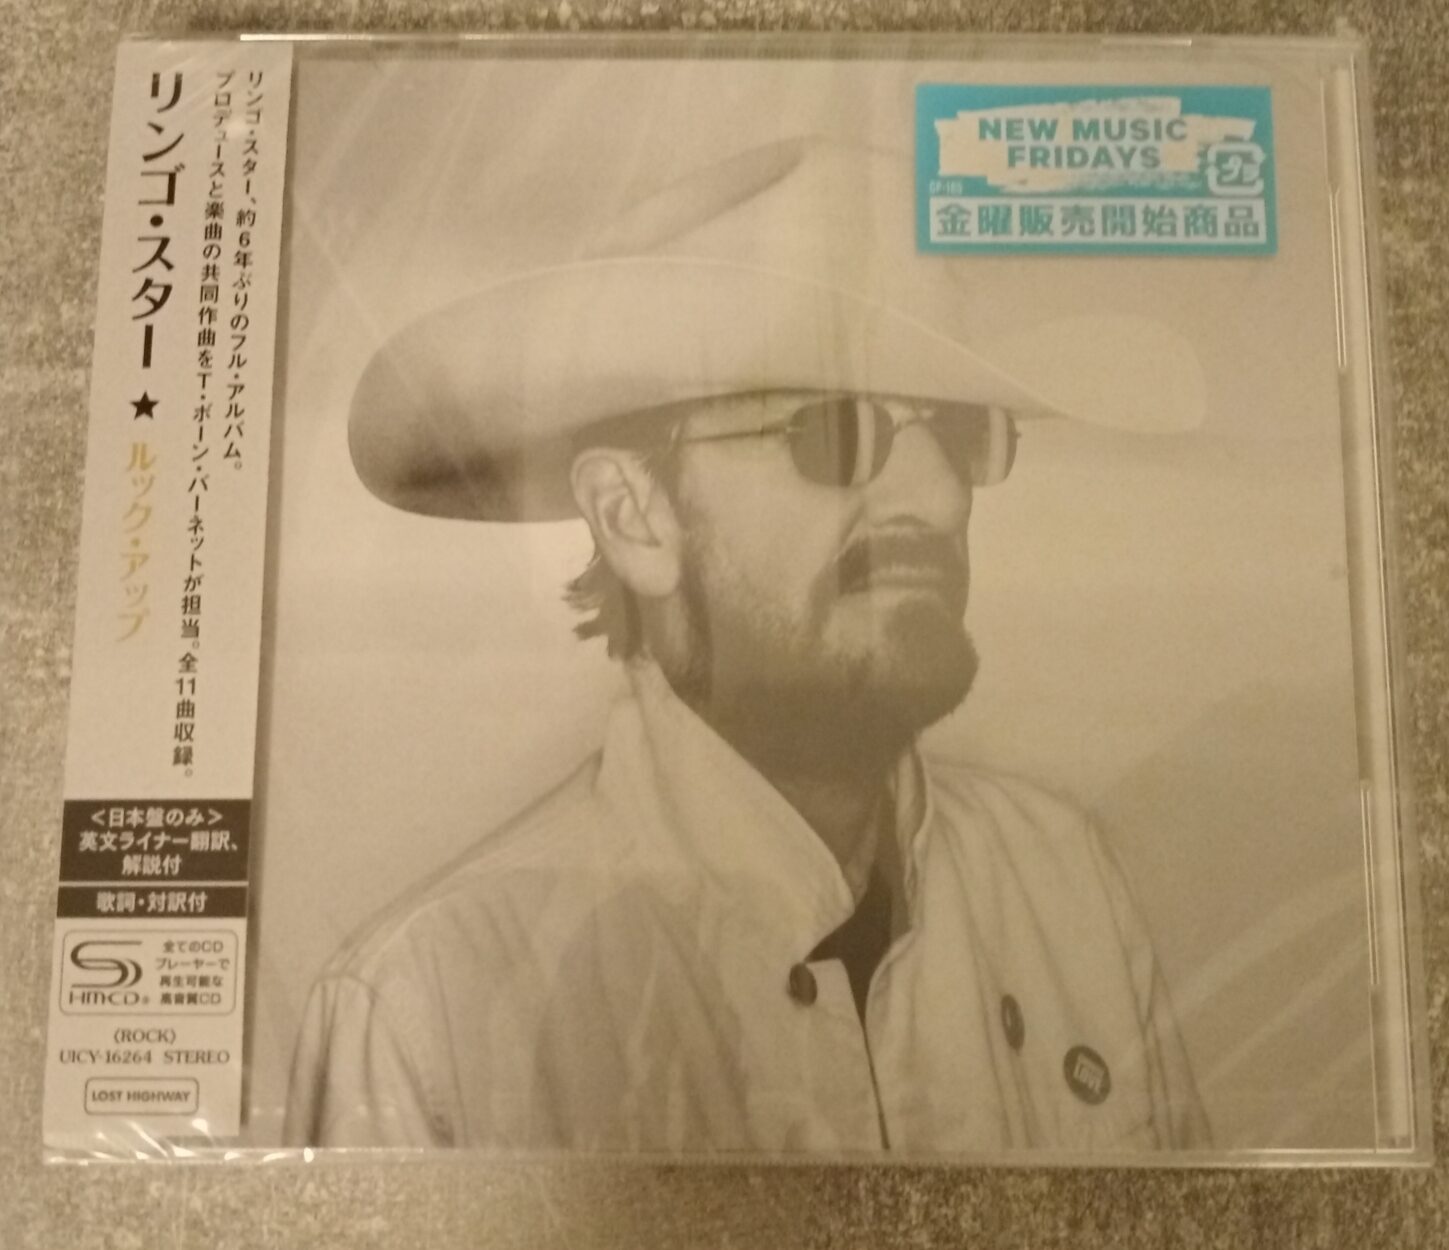 リンゴ・スター★ルック・アップ
リンゴ・スター、約6年ぶりのフル・アルバム。
プロデュースと楽曲の共同作曲をT・ボーン・バーネットが担当。全11曲収録。
<日本盤のみ>
英文ライナー翻訳、
解説付
歌詞・対訳付
SHM-CD®
全てのCD
プレーヤーで
再生可能な
高音質CD
〈ROCK〉
UICY-16264 STEREO
LOST HIGHWAY
NEW MUSIC
FRIDAYS
プラ
金曜販売開始商品